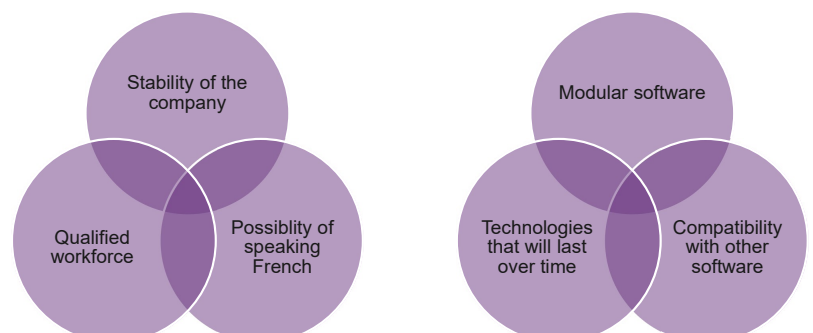 Stability of the
company
Qualified
workforce
Possiblity of
speaking
French
Modular software
Technologies
that will last
over time
Compatibility
with other
software